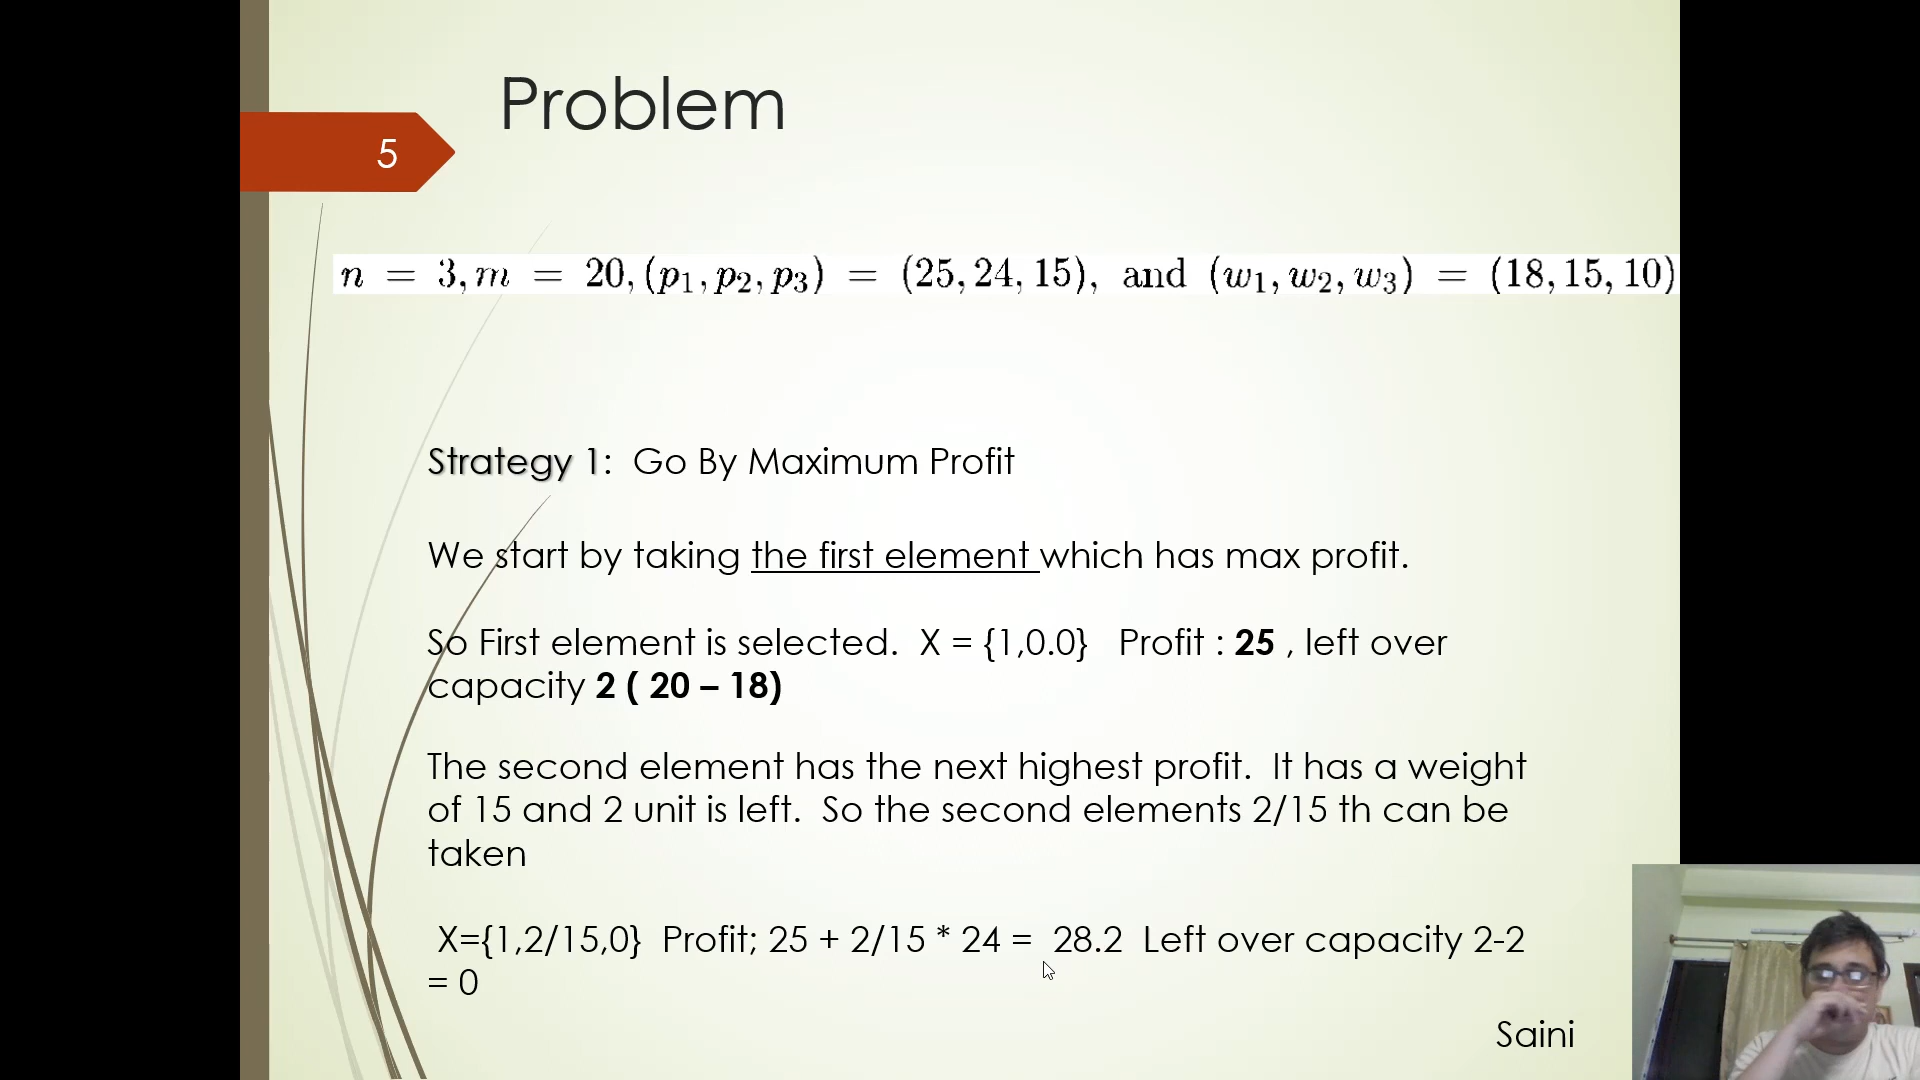 Problem
5
n = 3, m = 20, (p1, p2, p3) = (25, 24, 15), and (w1, w2, w3) = (18, 15, 10)
Strategy 1: Go By Maximum Profit
We start by taking the first element which has max profit.
So First element is selected. X = {1,0.0} Profit : 25 , left over
capacity 2 ( 20 – 18)
The second element has the next highest profit. It has a weight
of 15 and 2 unit is left. So the second elements 2/15 th can be
taken
X={1,2/15,0} Profit; 25 + 2/15 * 24 = 28.2 Left over capacity 2-2
= 0
Saini